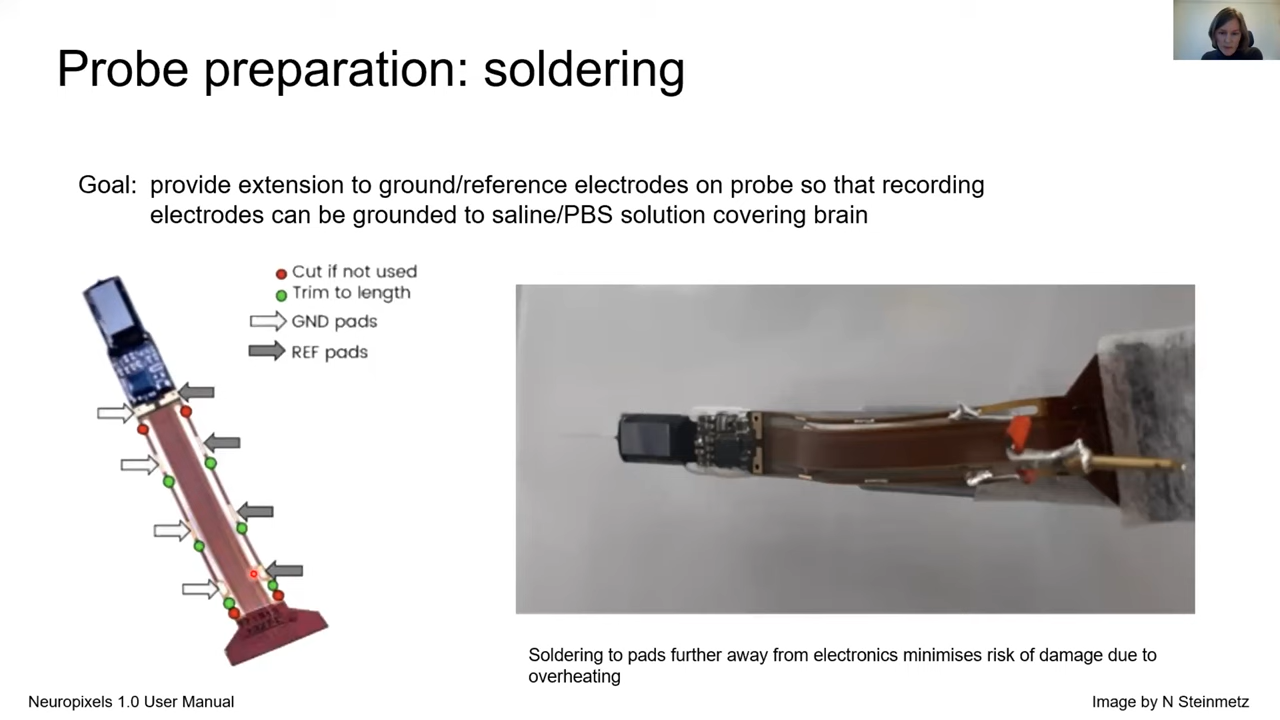 Probe preparation: soldering
Goal: provide extension to ground/reference electrodes on probe so that recording
electrodes can be grounded to saline/PBS solution covering brain
Cut if not used
Trim to length
GND pads
REF pads
Soldering to pads further away from electronics minimises risk of damage due to
overheating
Neuropixels 1.0 User Manual
Image by N Steinmetz